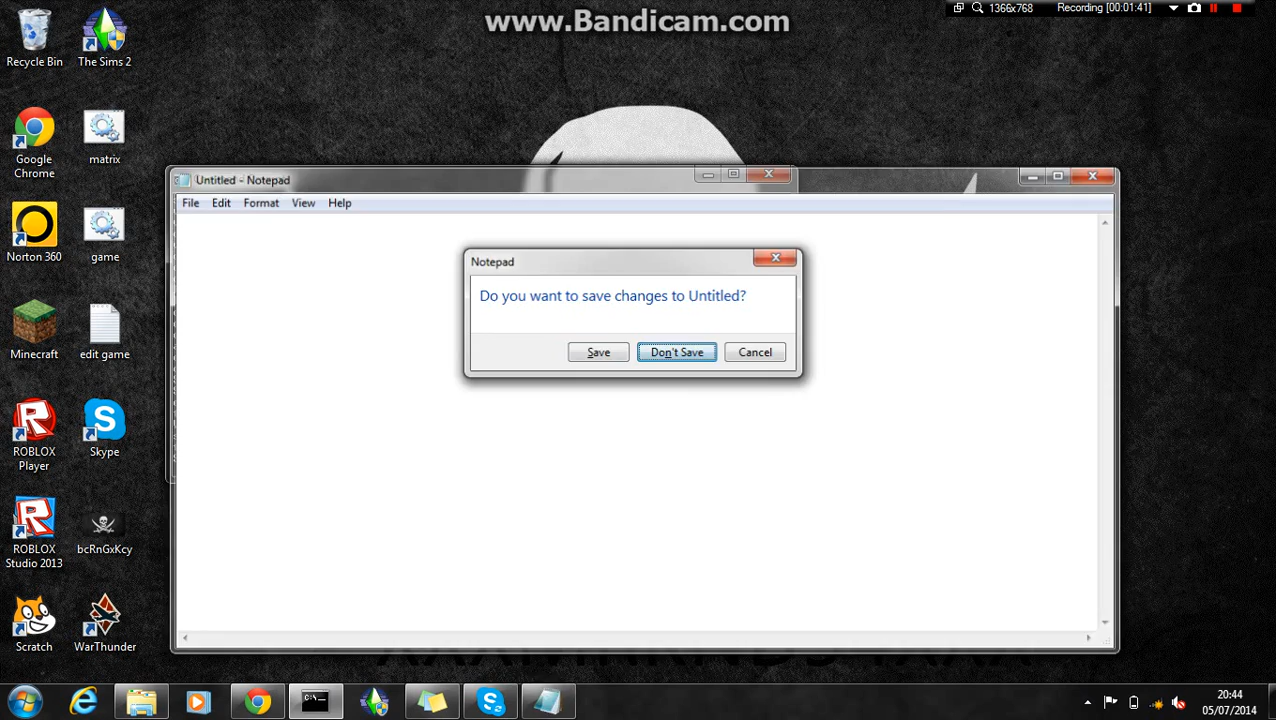 www.Bandicam.com
1366x768
Recording [00:01:41]
Recycle Bin
The Sims 2
Google
Chrome
matrix
Norton 360
game
Minecraft
edit game
ROBLOX
Player
Skype
ROBLOX
Studio 2013
bcRnGxKcy
Scratch
WarThunder
Untitled - Notepad
File Edit Format View Help
Notepad
Do you want to save changes to Untitled?
Save Don't Save Cancel
C:\
20:44
05/07/2014